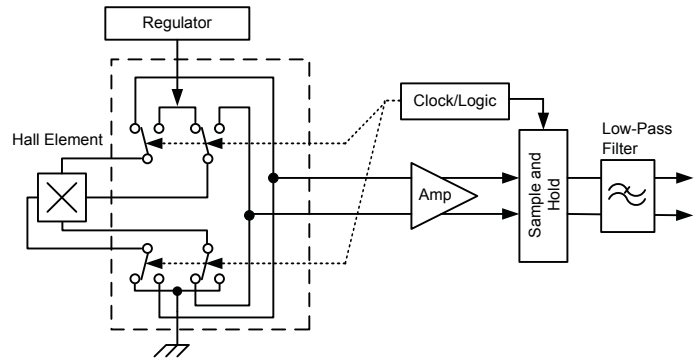 Regulator
Clock/Logic
Hall Element
Low-Pass
Filter
Amp
Sample and
Hold